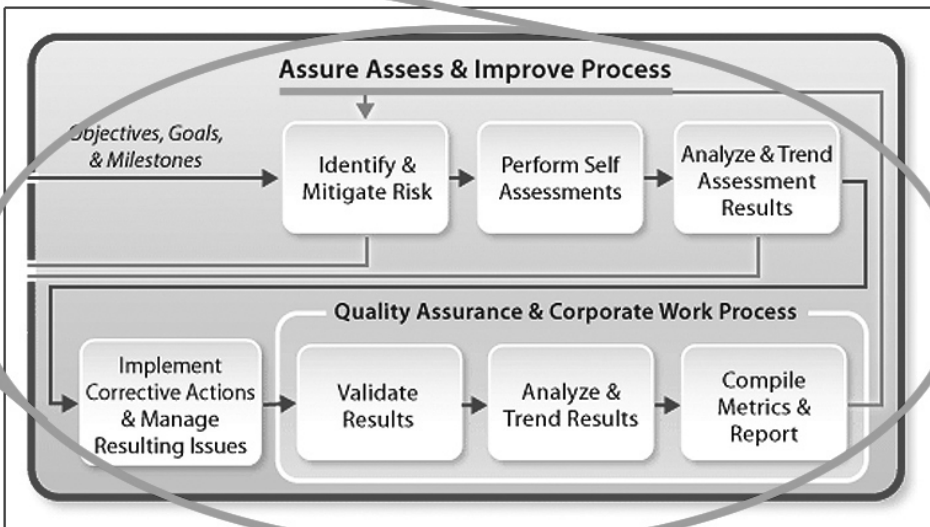 Assure Assess & Improve Process
Objectives, Goals,
& Milestones
Identify &
Mitigate Risk
Perform Self
Assessments
Analyze & Trend
Assessment
Results
Quality Assurance & Corporate Work Process
Implement
Corrective Actions
& Manage
Resulting Issues
Validate
Results
Analyze &
Trend Results
Compile
Metrics &
Report